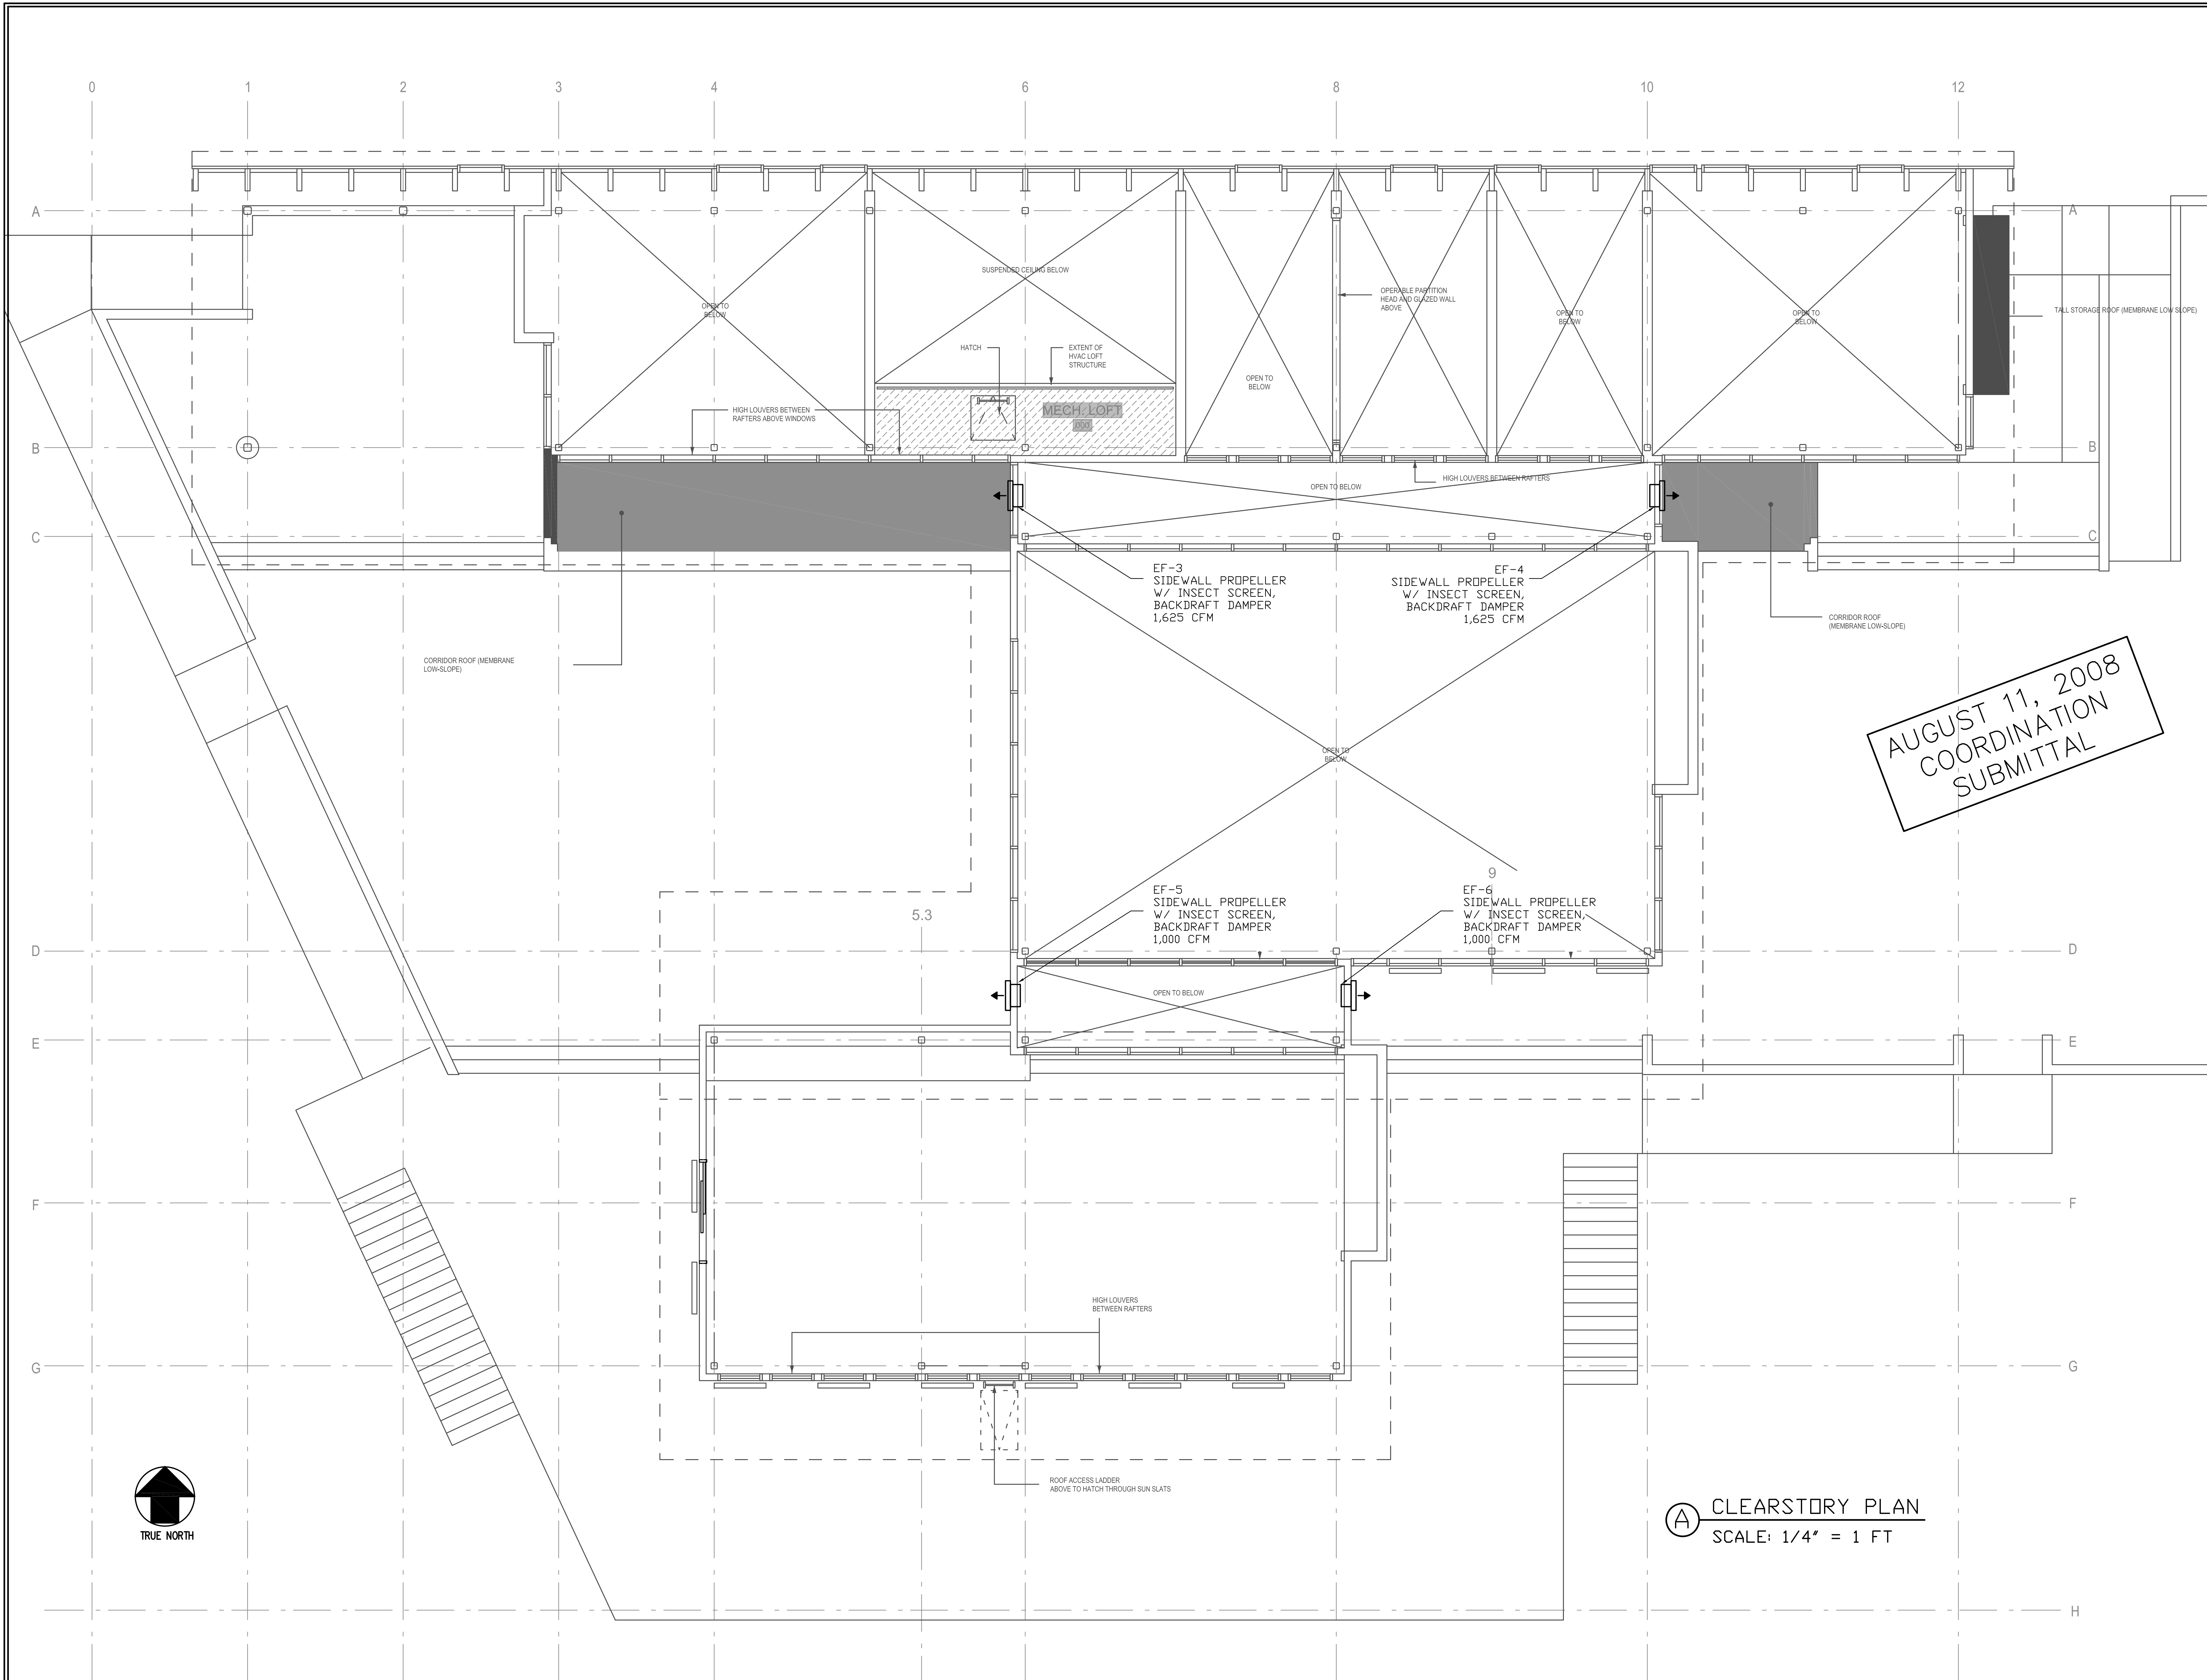 0
1
2
3
4
6
8
10
12
A
A
SUSPENDED CEILING BELOW
OPEN TO
BELOW
OPERABLE PARTITION
HEAD AND GLAZED WALL
ABOVE
OPEN TO
BELOW
OPEN TO
BELOW
TALL STORAGE ROOF (MEMBRANE LOW SLOPE)
HATCH
EXTENT OF
HVAC LOFT
STRUCTURE
OPEN TO
BELOW
HIGH LOUVERS BETWEEN
RAFTERS ABOVE WINDOWS
MECH. LOFT
000
B
B
HIGH LOUVERS BETWEEN RAFTERS
OPEN TO BELOW
C
C
EF-3
SIDEWALL PROPELLER
W/ INSECT SCREEN,
BACKDRAFT DAMPER
1,625 CFM
EF-4
SIDEWALL PROPELLER
W/ INSECT SCREEN,
BACKDRAFT DAMPER
1,625 CFM
CORRIDOR ROOF
(MEMBRANE LOW-SLOPE)
CORRIDOR ROOF (MEMBRANE
LOW-SLOPE)
AUGUST 11, 2008
COORDINATION
SUBMITTAL
OPEN TO
BELOW
9
5.3
EF-5
SIDEWALL PROPELLER
W/ INSECT SCREEN,
BACKDRAFT DAMPER
1,000 CFM
EF-6
SIDEWALL PROPELLER
W/ INSECT SCREEN,
BACKDRAFT DAMPER
1,000 CFM
D
D
OPEN TO BELOW
E
E
F
F
HIGH LOUVERS
BETWEEN RAFTERS
G
G
ROOF ACCESS LADDER
ABOVE TO HATCH THROUGH SUN SLATS
TRUE NORTH
A
CLEARSTORY PLAN
SCALE: 1/4" = 1 FT
H